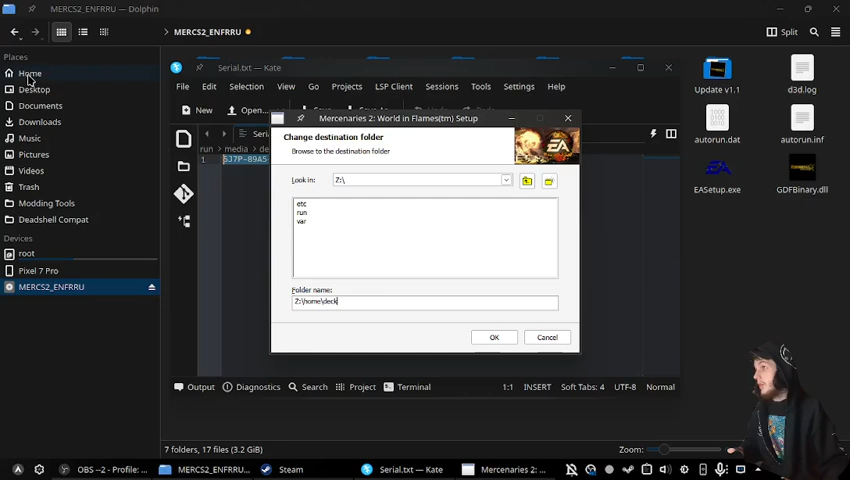 MERCS2_ENFRRU — Dolphin
MERCS2_ENFRRU
Split
Places
Home
Desktop
Documents
Downloads
Music
Pictures
Videos
Trash
Modding Tools
Deadshell Compat
Devices
root
Pixel 7 Pro
MERCS2_ENFRRU
Serial.txt — Kate
File Edit Selection View Go Projects LSP Client Sessions Tools Settings Help
New Open...
run media
1
Mercenaries 2: World in Flames(tm) Setup
Change destination folder
Browse to the destination folder
EA
Look in: Z:\
etc
run
var
Folder name:
Z:\home\deck
OK Cancel
Output Diagnostics Search Project Terminal 1:1 INSERT Soft Tabs: 4 UTF-8 Normal
Update v1.1
d3d.log
autorun.dat
autorun.inf
EASetup.exe
GDFBinary.dll
7 folders, 17 files (3.2 GiB)
Zoom:
OBS --2 - Profile: ... MERCS2_ENFRRU... Steam Serial.txt — Kate Mercenaries 2: ...